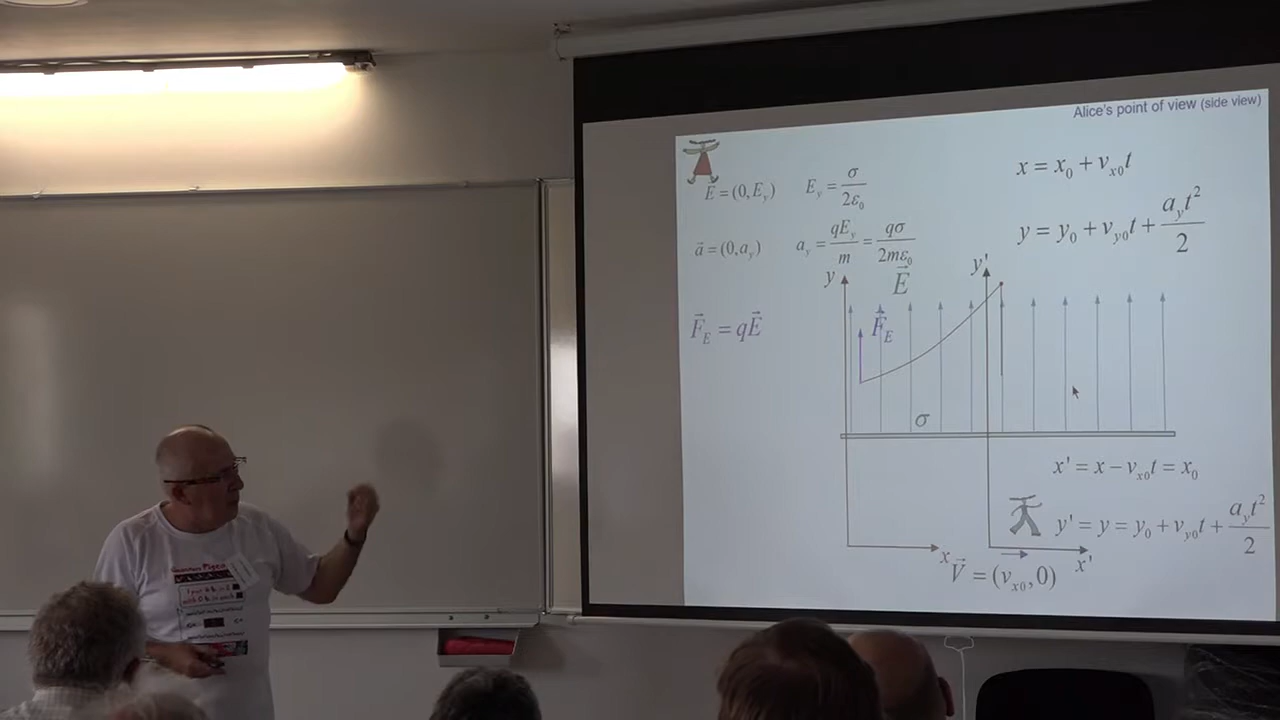 Alice's point of view (side view)
E⃗ = (0, E_y)
E_y = σ / 2ε₀
x = x₀ + v_x0 t
a⃗ = (0, a_y)
a_y = qE_y / m = qσ / 2mε₀
y = y₀ + v_y0 t + a_y t² / 2
y
E⃗
y'
F⃗_E = qE⃗
F⃗_E
σ
x' = x − v_x0 t = x₀
y' = y = y₀ + v_y0 t + a_y t² / 2
x
V⃗ = (v_x0, 0)
x'
Pigeo